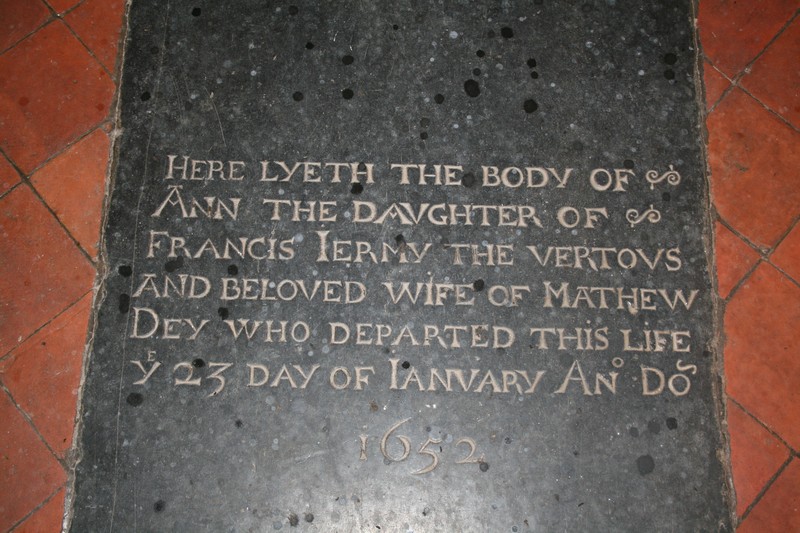 HERE LYETH THE BODY OF
ANN THE DAVGHTER OF
FRANCIS IERMY THE VERTOVS
AND BELOVED WIFE OF MATHEW
DEY WHO DEPARTED THIS LIFE
yᴱ 23 DAY OF IANVARY Anº DOˢ
1652